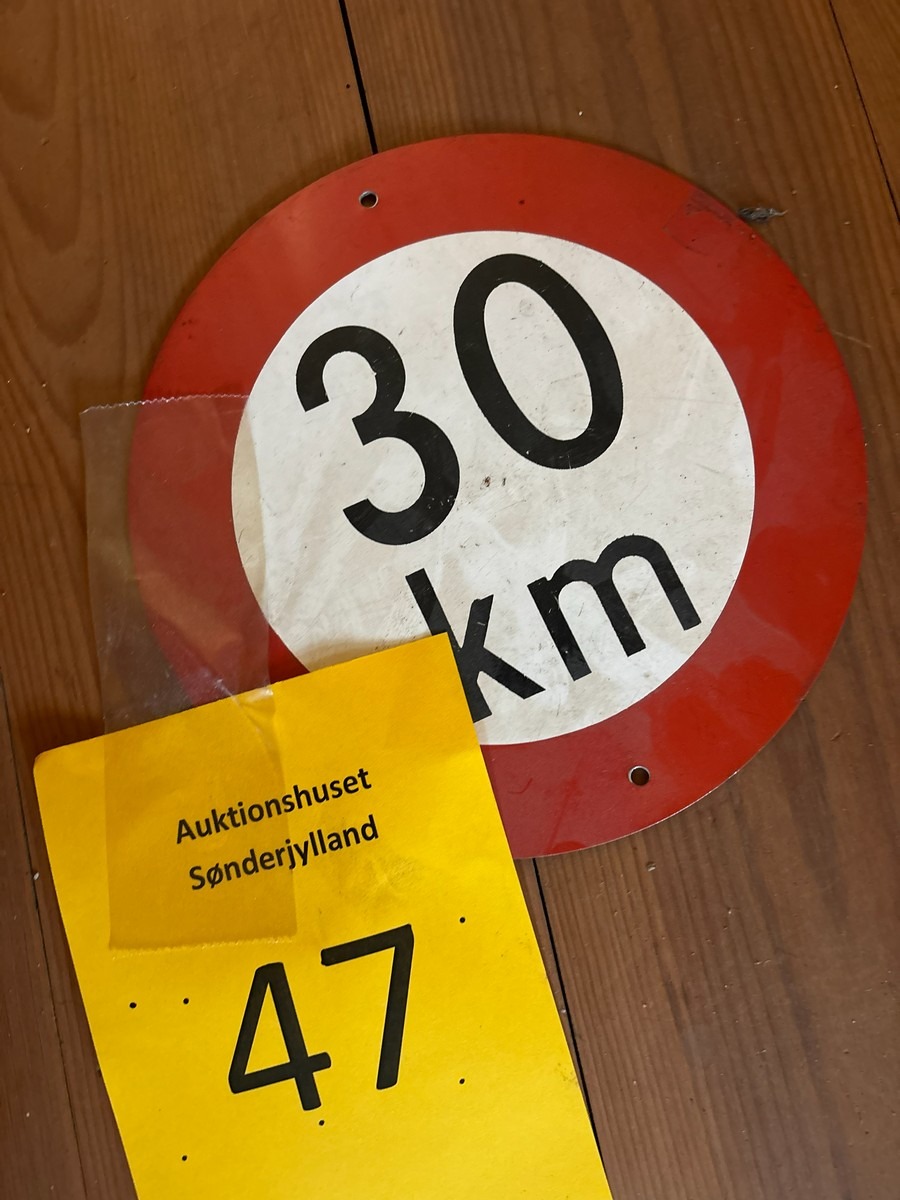 30
km
Auktionshuset
Sønderjylland
47